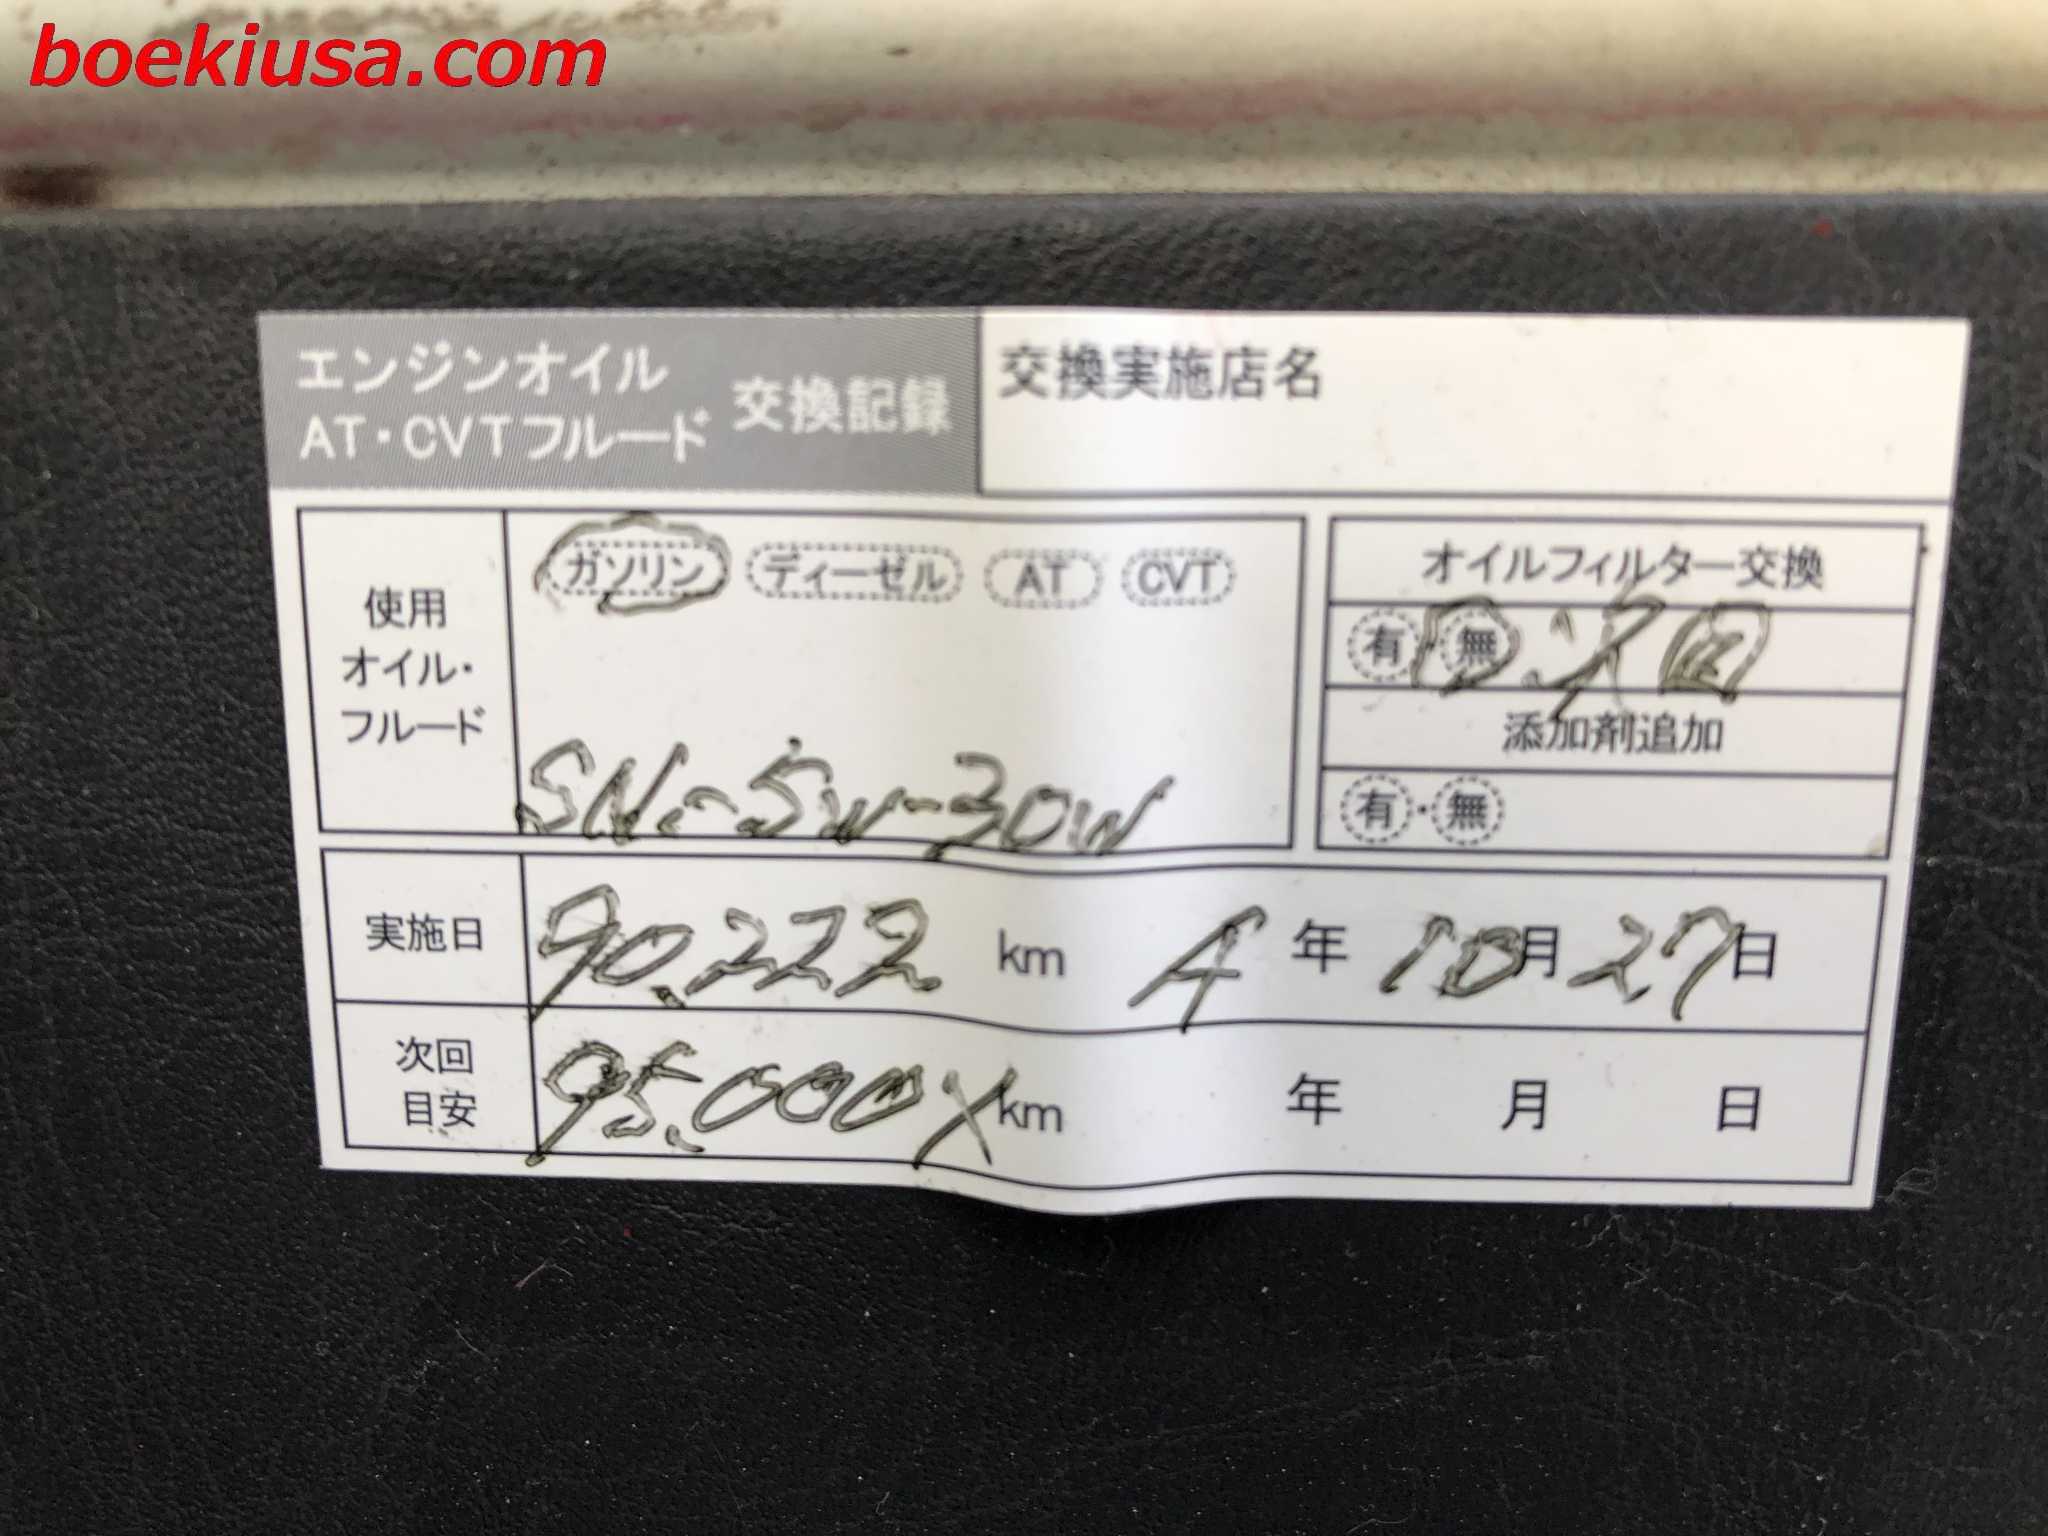 boekiusa.com
エンジンオイル
AT・CVTフルード 交換記録
交換実施店名
使用
オイル・
フルード
ガソリン ディーゼル AT CVT
SN 5w-30w
オイルフィルター交換
有・無 次回
添加剤追加
有・無
実施日 90,222 km 4 年 10 月 27 日
次回
目安
95,000 km 年 月 日